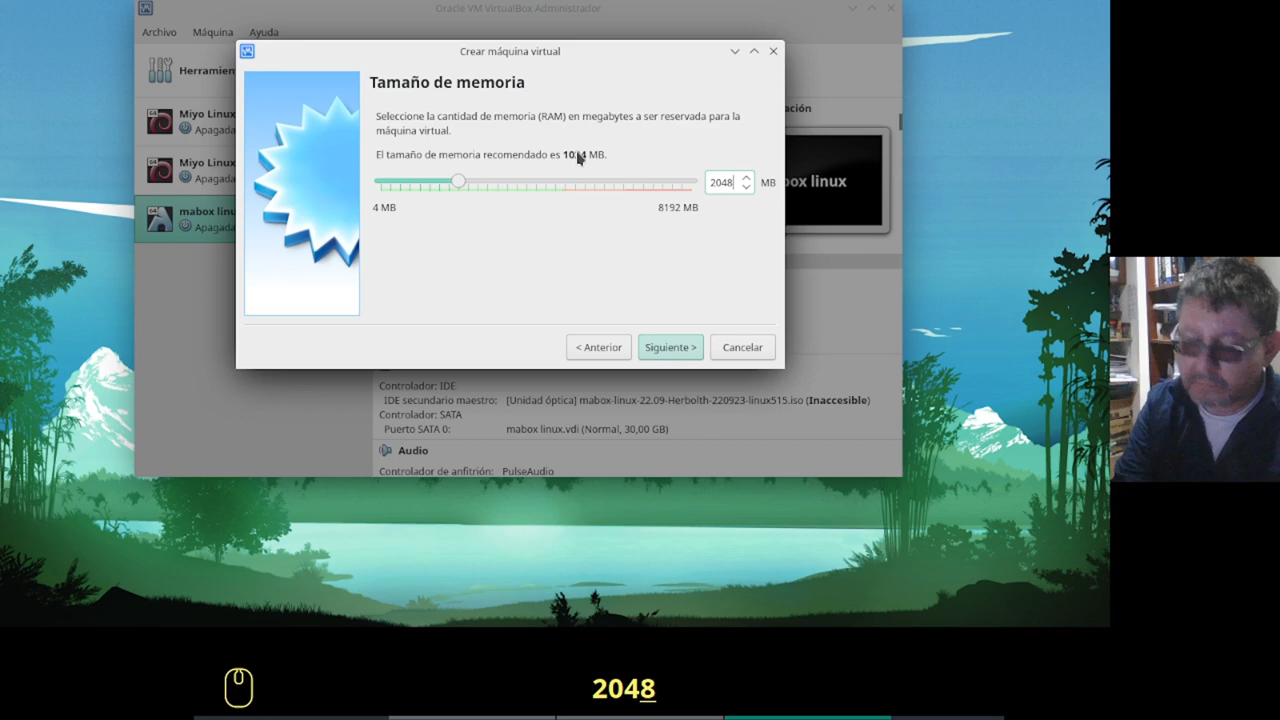 Oracle VM VirtualBox Administrador
Archivo Máquina Ayuda
Crear máquina virtual
Tamaño de memoria
Seleccione la cantidad de memoria (RAM) en megabytes a ser reservada para la
máquina virtual.
El tamaño de memoria recomendado es MB.
2048 MB
4 MB 8192 MB
< Anterior Siguiente > Cancelar
Herramien
Miyo Linux
Apagada
Miyo Linux
Apagada
mabox linu
Apagada
ación
box linux
Controlador: IDE
IDE secundario maestro: [Unidad óptica] mabox-linux-22.09-Herbolth-220923-linux515.iso (Inaccesible)
Controlador: SATA
Puerto SATA 0: mabox linux.vdi (Normal, 30,00 GB)
Audio
Controlador de anfitrión: PulseAudio
2048